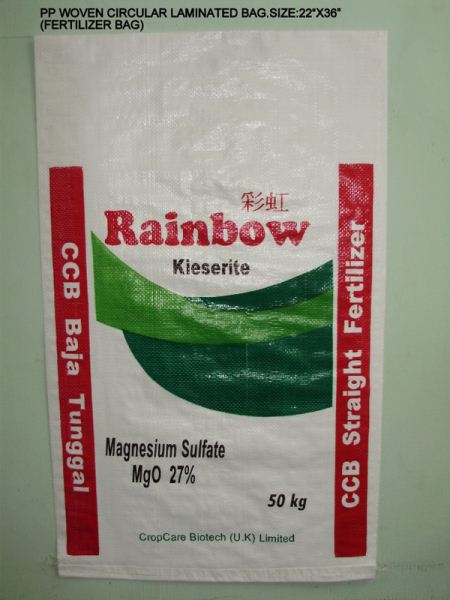 PP WOVEN CIRCULAR LAMINATED BAG.SIZE:22"X36"
(FERTILIZER BAG)
彩虹
Rainbow
Kieserite
CCB Baja Tunggal
CCB Straight Fertilizer
Magnesium Sulfate
MgO 27%
50 kg
CropCare Biotech (U.K) Limited